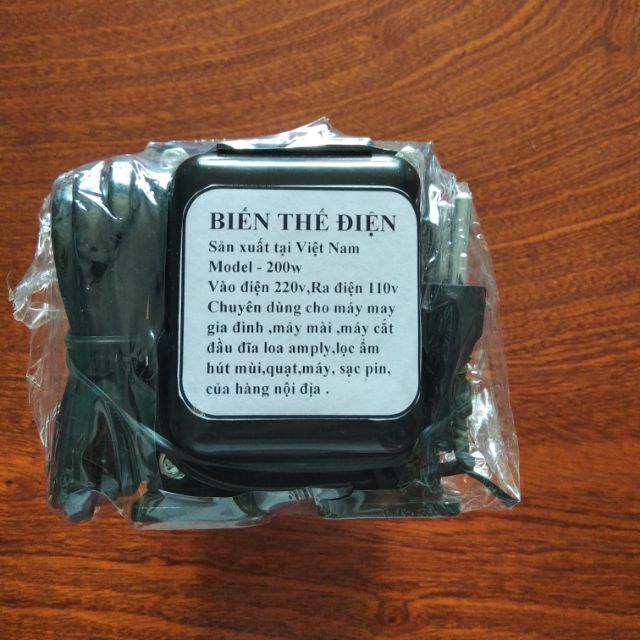 BIẾN THẾ ĐIỆN
Sản xuất tại Việt Nam
Model - 200w
Vào điện 220v,Ra điện 110v
Chuyên dùng cho máy may
gia đình ,máy mài ,máy cắt
đầu đĩa loa amply,lọc ẩm
hút mùi,quạt,máy, sạc pin,
của hàng nội địa .